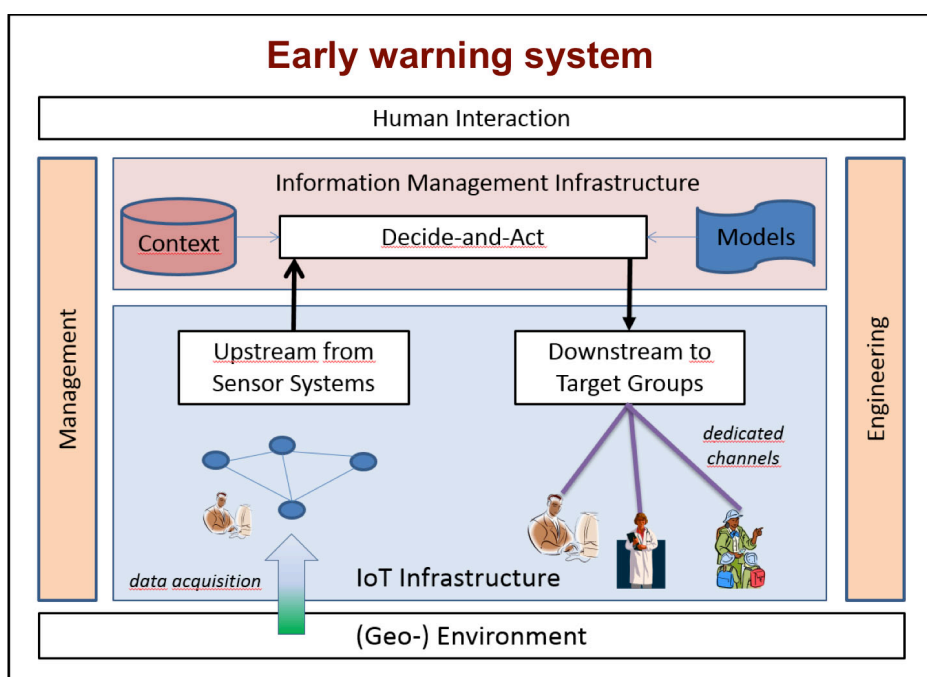 Early warning system
Human Interaction
Management
Information Management Infrastructure
Context
Decide-and-Act
Models
Engineering
Upstream from
Sensor Systems
Downstream to
Target Groups
dedicated
channels
data acquisition
IoT Infrastructure
(Geo-) Environment